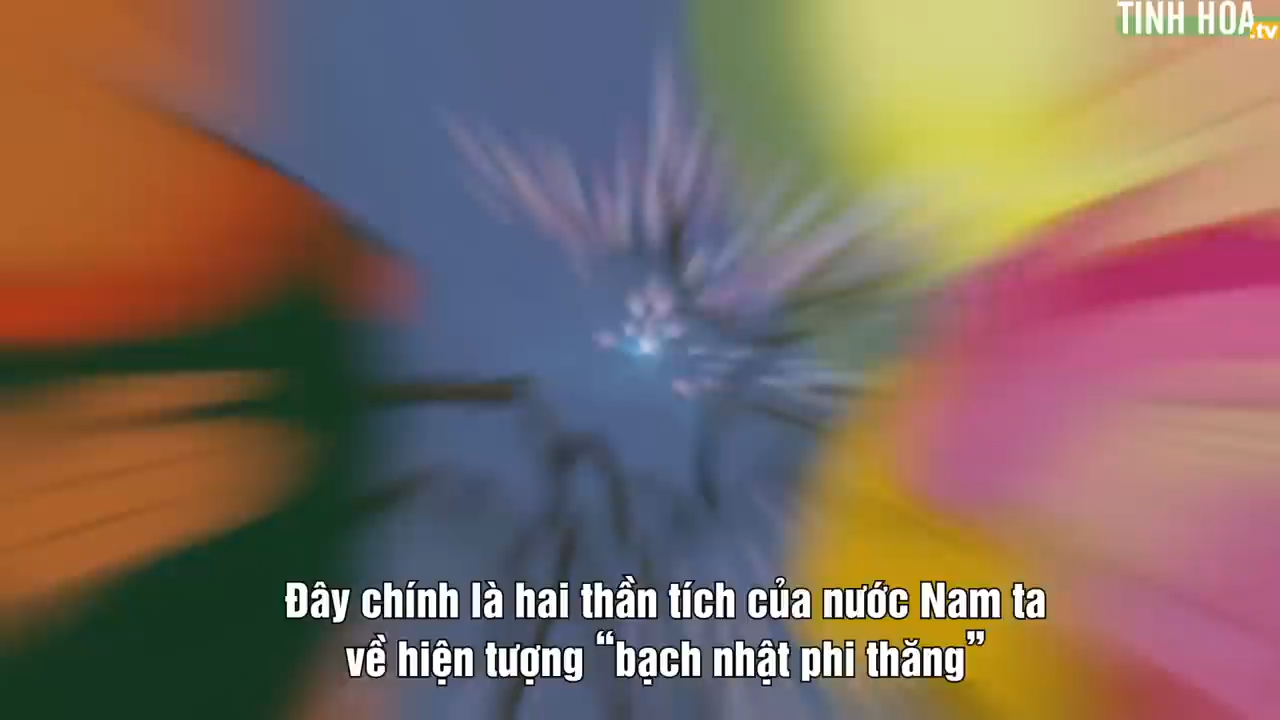 TINH HOA
.tv
Đây chính là hai thần tích của nước Nam ta
về hiện tượng “bạch nhật phi thăng”